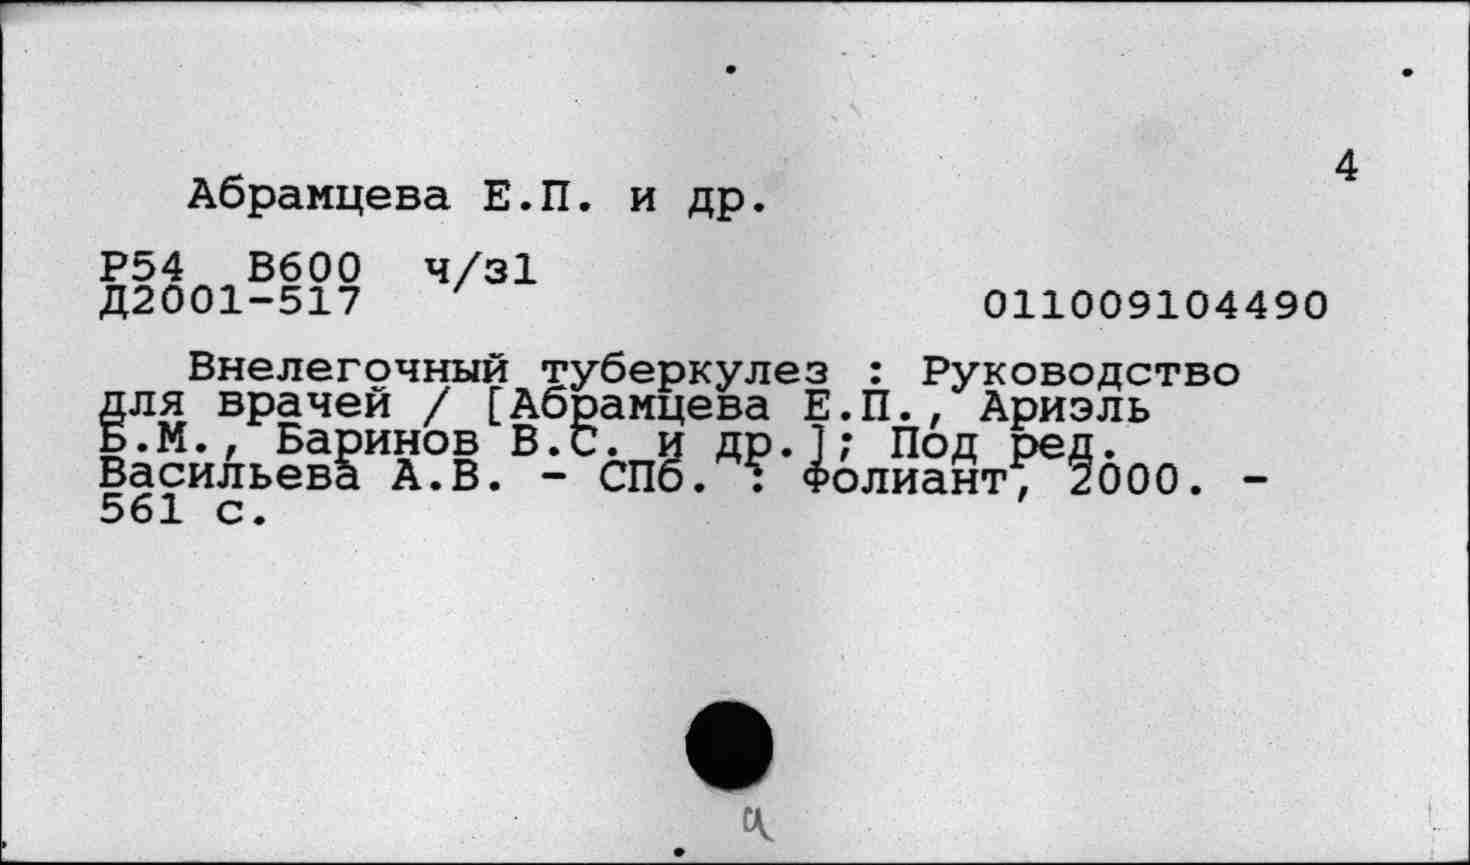 4
Абрамцева Е.П. и др.
Р54 В600 ч/з1
Д2001-517
011009104490
Внелегочный туберкулез : Руководство
для врачей / [Абрамцева Е.П., Ариэль
Б.М., Баринов В.С. и др.]; Под ред.
Васильева А.В. - СПб. : Фолиант, 2000. -
561 с.